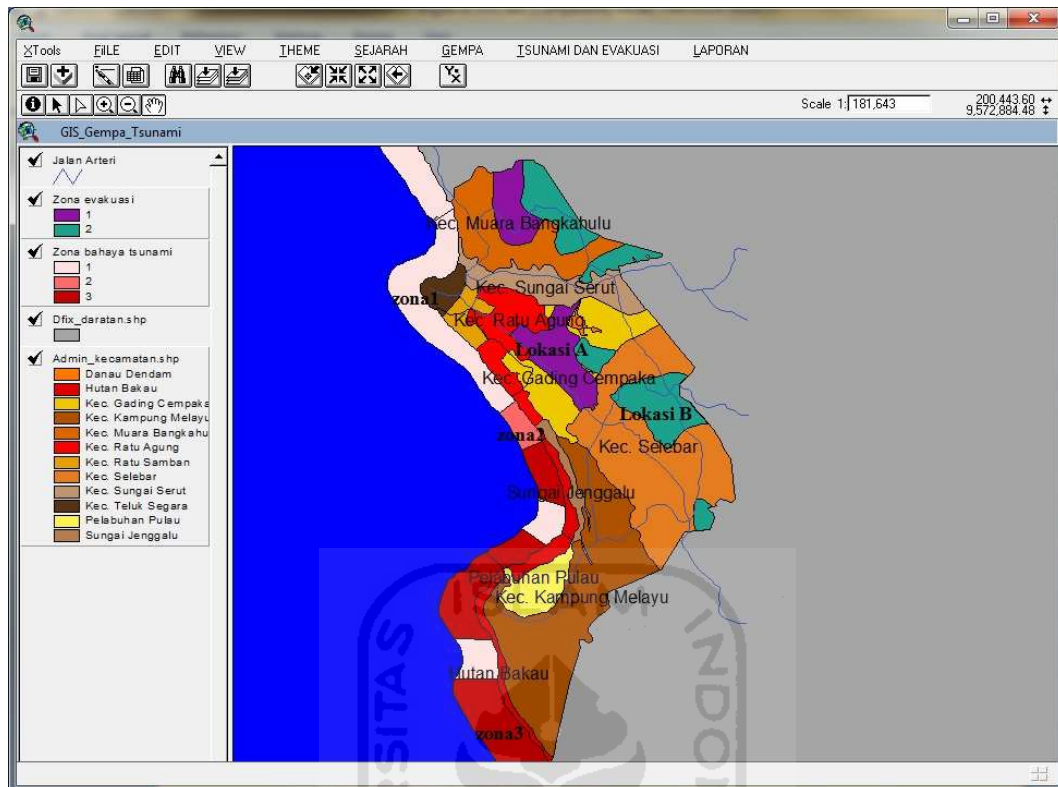 XTools FiILE EDIT VIEW THEME SEJARAH GEMPA TSUNAMI DAN EVAKUASI LAPORAN
Scale 1: 181,643
200,443.60
9,572,884.48
GIS_Gempa_Tsunami
Jalan Arteri
Zona evakuasi
1
2
Zona bahaya tsunami
1
2
3
Dfix_daratan.shp
Admin_kecamatan.shp
Danau Dendam
Hutan Bakau
Kec. Gading Cempaka
Kec. Kampung Melayu
Kec. Muara Bangkahu
Kec. Ratu Agung
Kec. Ratu Samban
Kec. Selebar
Kec. Sungai Serut
Kec. Teluk Segara
Pelabuhan Pulau
Sungai Jenggalu
Kec. Muara Bangkahulu
Kec. Sungai Serut
zona1
Kec. Ratu Agung
Lokasi A
Kec. Gading Cempaka
Lokasi B
zona2
Kec. Selebar
Sungai Jenggalu
Pelabuhan Pulau
Kec. Kampung Melayu
Hutan Bakau
zona3
ISLAM